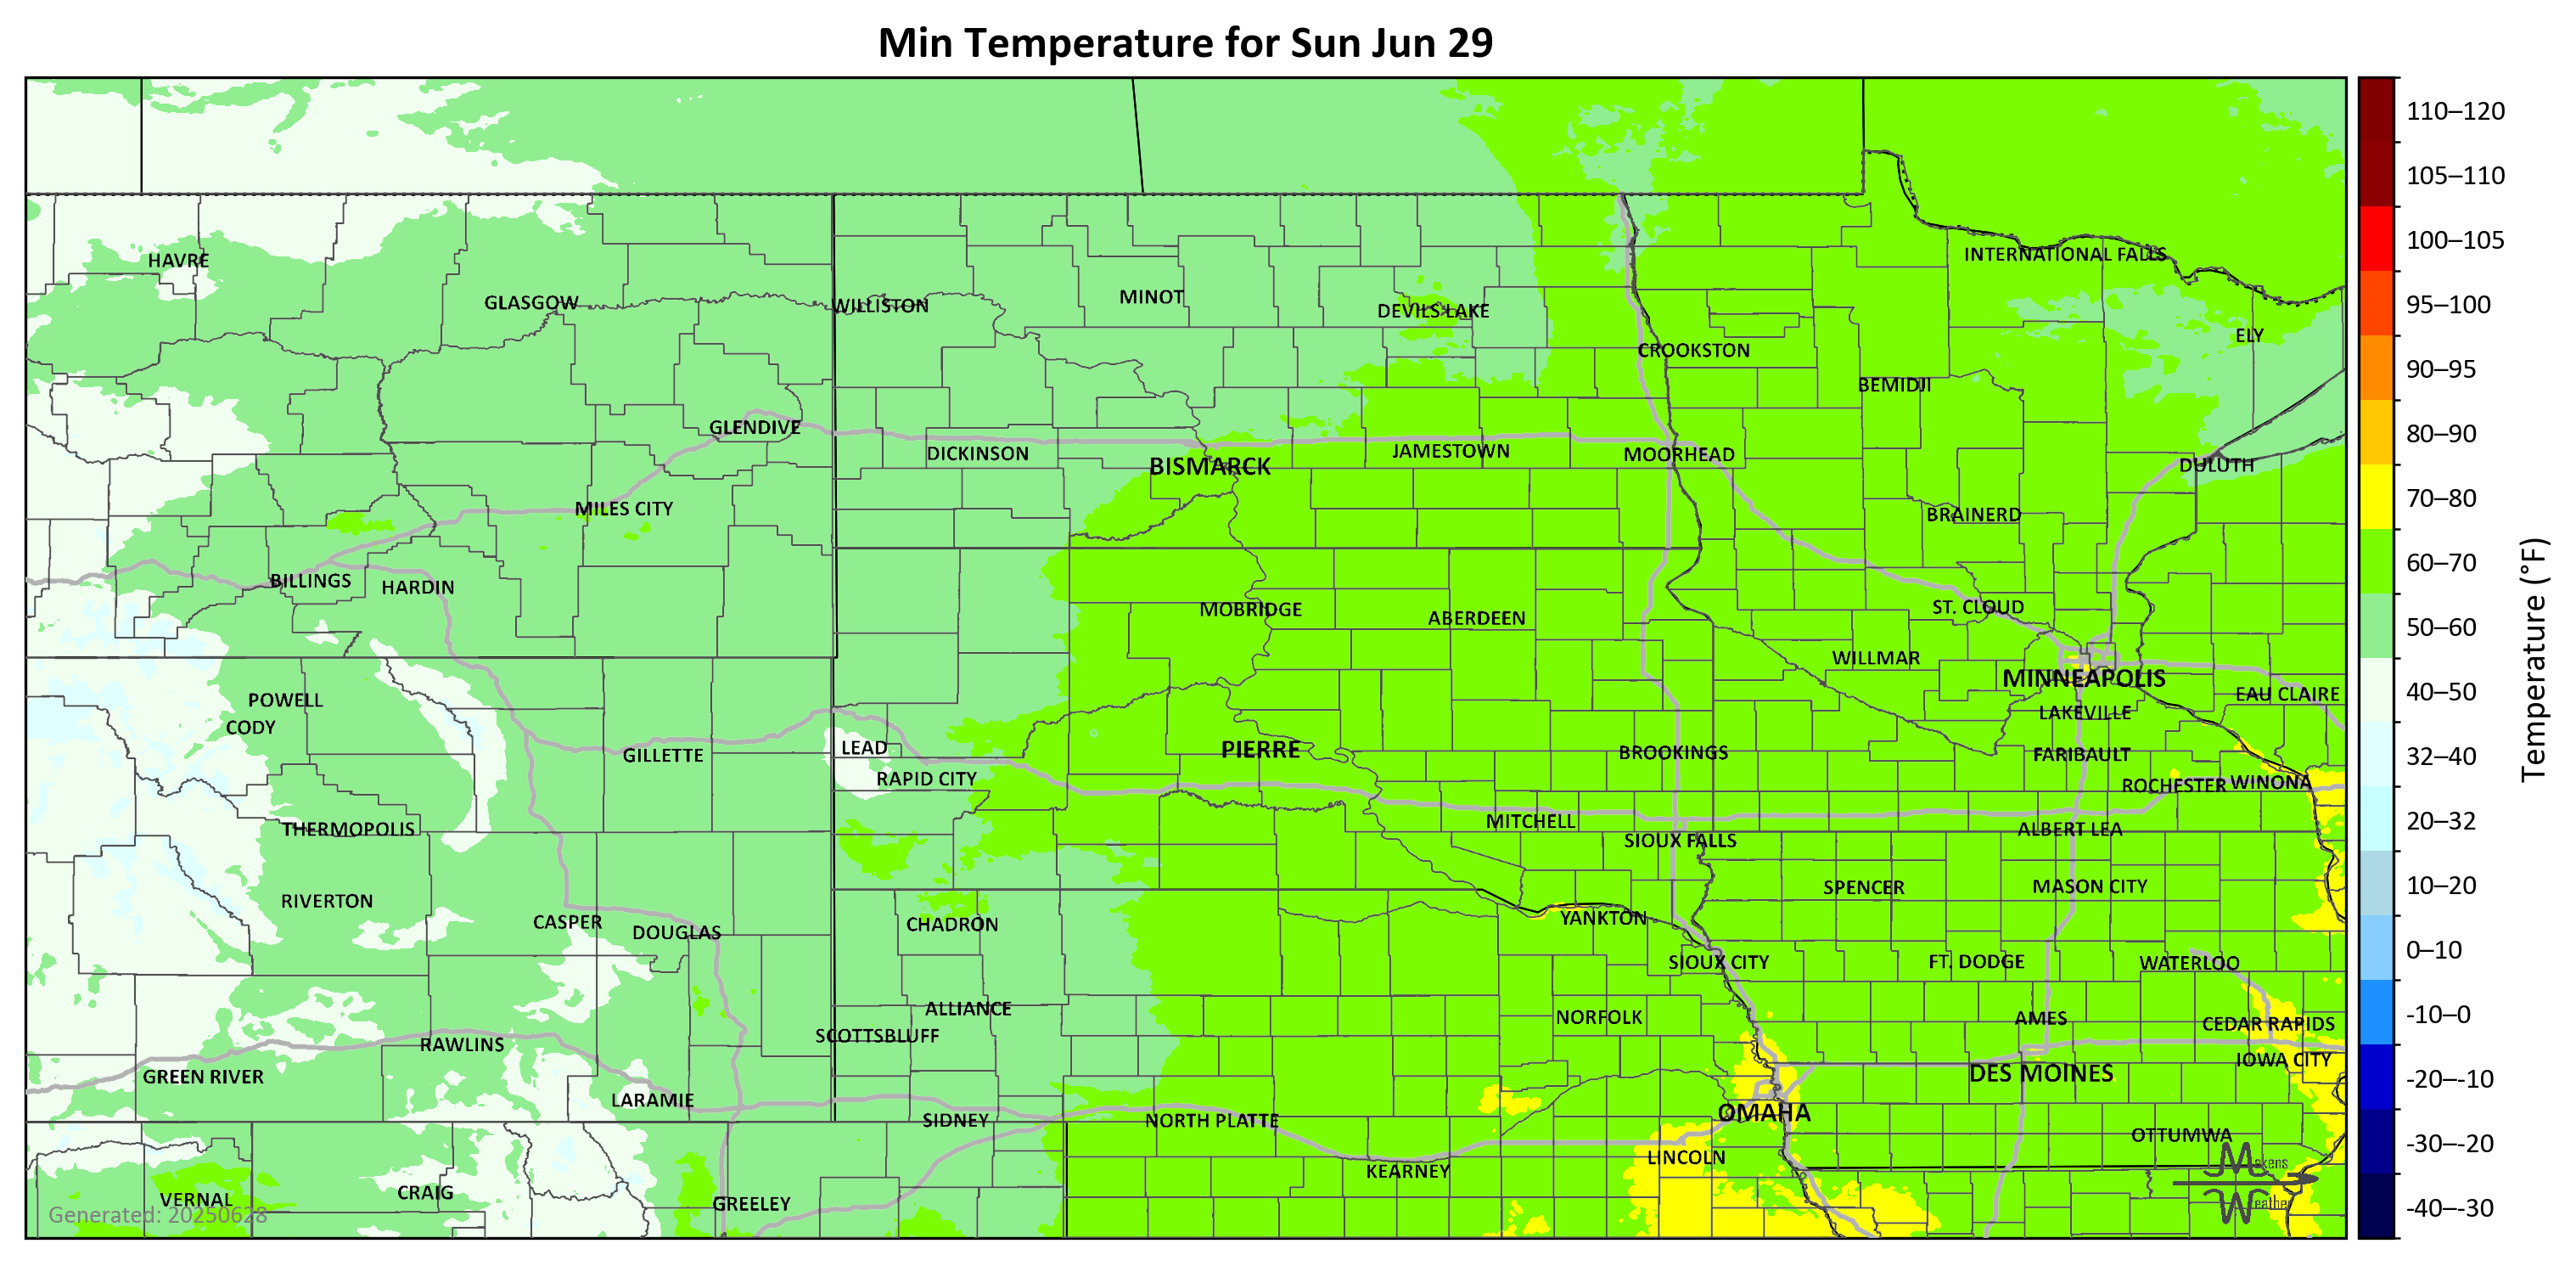 Min Temperature for Sun Jun 29
110–120
105–110
100–105
95–100
90–95
80–90
70–80
60–70
50–60
40–50
32–40
20–32
10–20
0–10
-10–0
-20–-10
-30–-20
-40–-30
Temperature (°F)
HAVRE
INTERNATIONAL FALLS
GLASGOW
WILLISTON
MINOT
DEVILS LAKE
ELY
CROOKSTON
BEMIDJI
GLENDIVE
DICKINSON
BISMARCK
JAMESTOWN
MOORHEAD
DULUTH
MILES CITY
BRAINERD
BILLINGS
HARDIN
MOBRIDGE
ABERDEEN
ST. CLOUD
WILLMAR
MINNEAPOLIS
EAU CLAIRE
POWELL
CODY
LAKEVILLE
GILLETTE
LEAD
PIERRE
BROOKINGS
FARIBAULT
RAPID CITY
ROCHESTER
WINONA
THERMOPOLIS
MITCHELL
SIOUX FALLS
ALBERT LEA
RIVERTON
SPENCER
MASON CITY
CASPER
DOUGLAS
CHADRON
YANKTON
SIOUX CITY
FT. DODGE
WATERLOO
ALLIANCE
NORFOLK
AMES
CEDAR RAPIDS
SCOTTSBLUFF
RAWLINS
IOWA CITY
GREEN RIVER
DES MOINES
LARAMIE
SIDNEY
NORTH PLATTE
OMAHA
OTTUMWA
LINCOLN
KEARNEY
VERNAL
CRAIG
GREELEY
Makens
Weather
Generated: 20250628